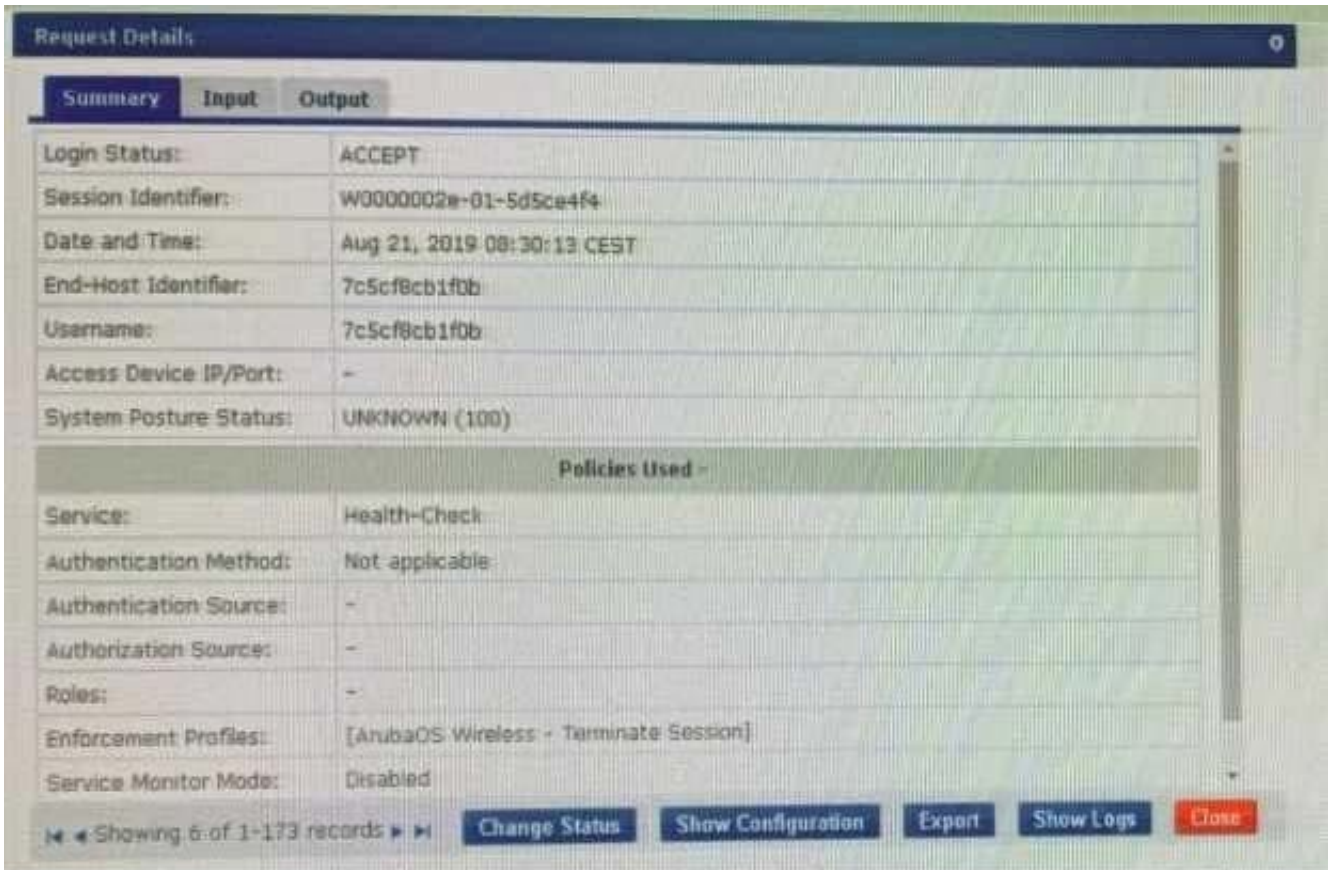 Request Details
Summary Input Output
Login Status: ACCEPT
Session Identifier: W0000002e-01-5d5ce4f4
Date and Time: Aug 21, 2019 08:30:13 CEST
End-Host Identifier: 7c5cf8cb1f0b
Username: 7c5cf8cb1f0b
Access Device IP/Port: -
System Posture Status: UNKNOWN (100)
Policies Used -
Service: Health-Check
Authentication Method: Not applicable
Authentication Source: -
Authorization Source: -
Roles: -
Enforcement Profiles: [ArubaOS Wireless - Terminate Session]
Service Monitor Mode: Disabled
Showing 6 of 1-173 records Change Status Show Configuration Export Show Logs Close